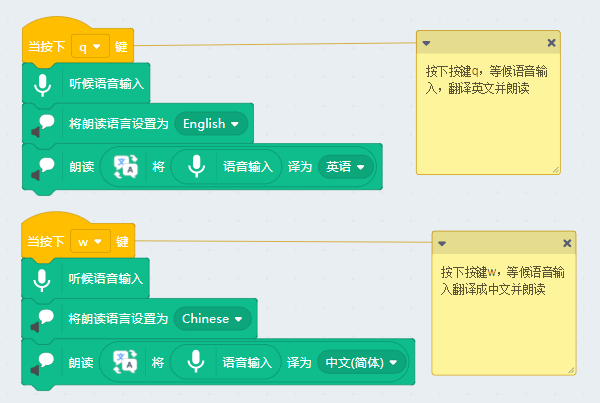 当按下 q 键
听候语音输入
将朗读语言设置为 English
朗读 将 语音输入 译为 英语
按下按键q，等候语音输
入，翻译英文并朗读
当按下 w 键
听候语音输入
将朗读语言设置为 Chinese
朗读 将 语音输入 译为 中文(简体)
按下按键w，等候语音输
入翻译成中文并朗读